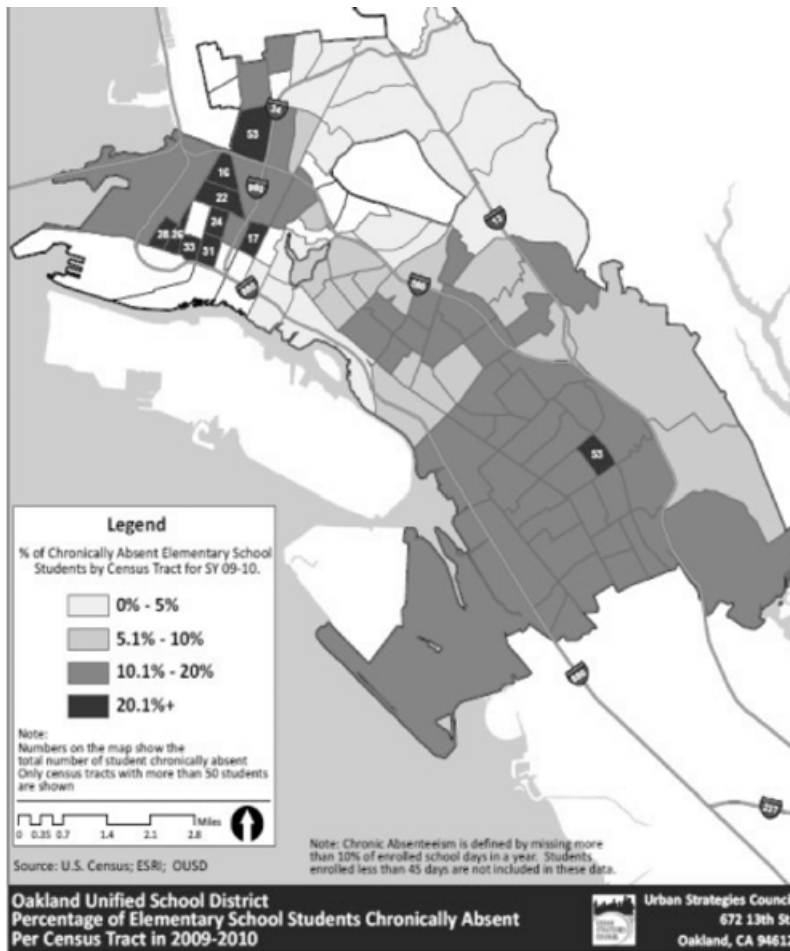 24
53
580
16
22
24
28
26
33
31
17
13
53
Legend
% of Chronically Absent Elementary School
Students by Census Tract for SY 09-10.
0% - 5%
5.1% - 10%
10.1% - 20%
20.1%+
Note:
Numbers on the map show the
total number of student chronically absent
Only census tracts with more than 50 students
are shown
Miles
0 0.35 0.7 1.4 2.1 2.8
Source: U.S. Census; ESRI; OUSD
Note: Chronic Absenteeism is defined by missing more
than 10% of enrolled school days in a year. Students
enrolled less than 45 days are not included in these data.
Oakland Unified School District
Percentage of Elementary School Students Chronically Absent
Per Census Tract in 2009-2010
Urban Strategies Counci
672 13th St
Oakland, CA 94612